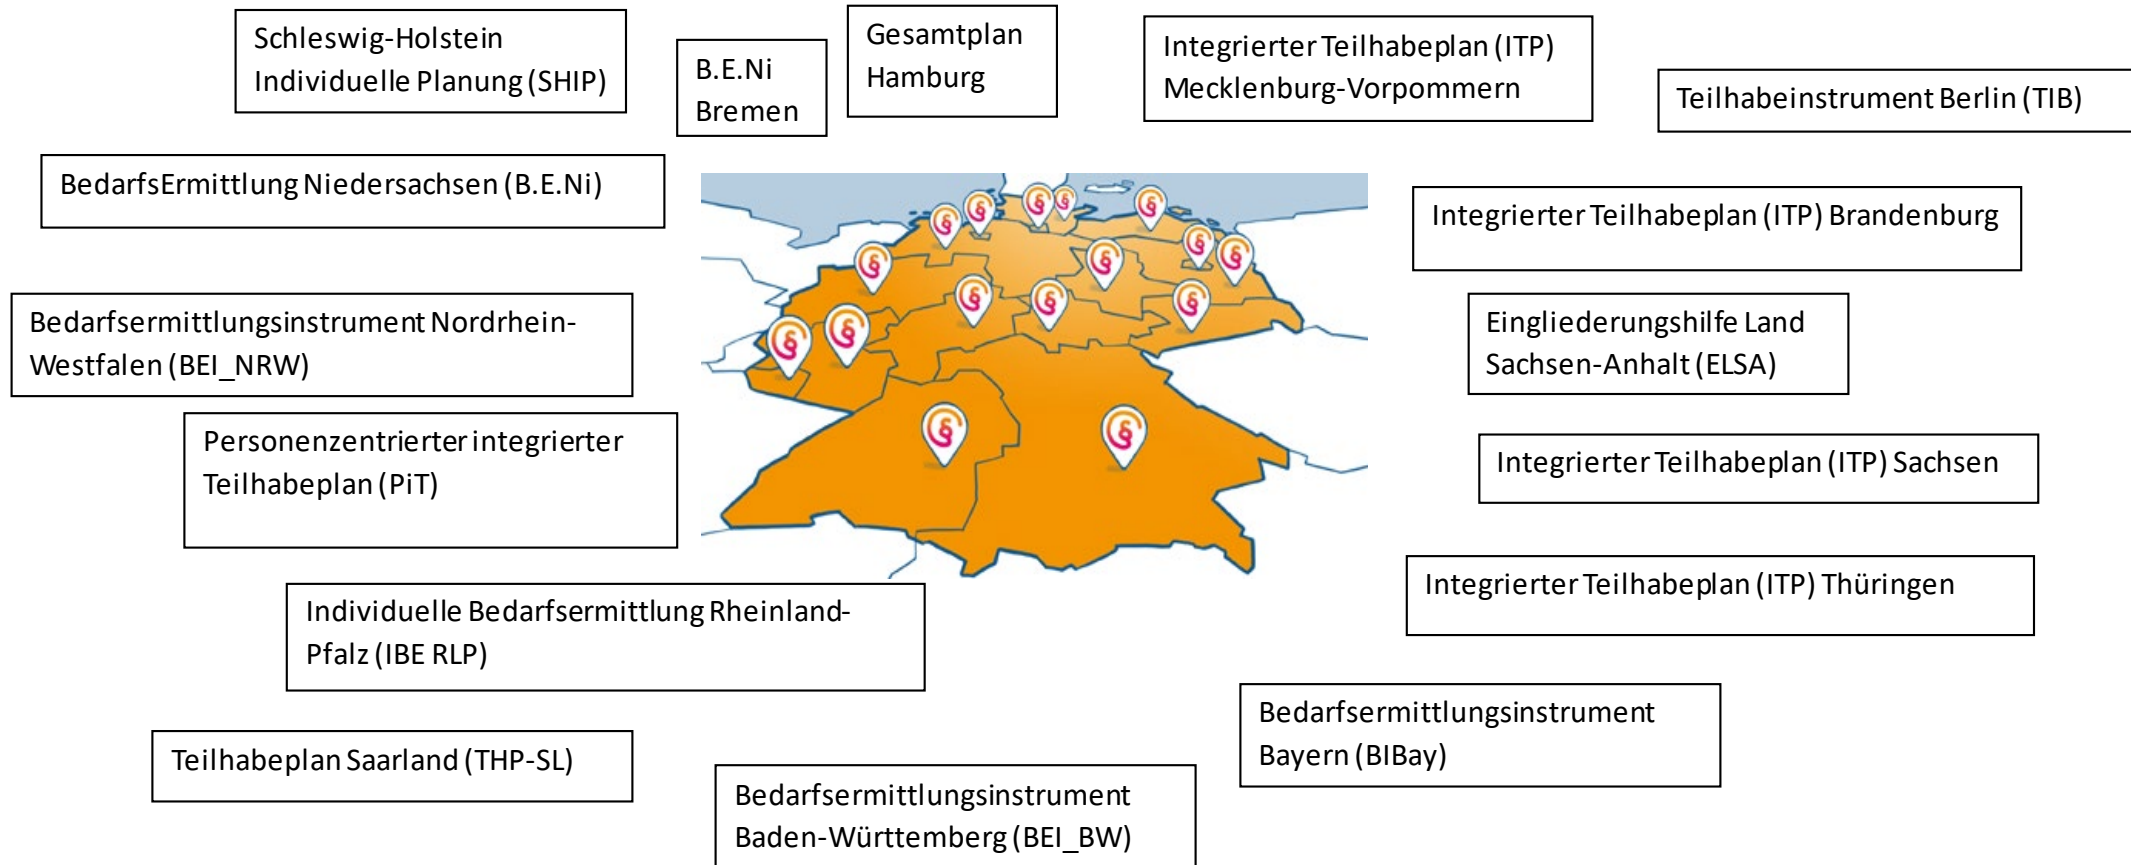 Schleswig-Holstein
Individuelle Planung (SHIP)
B.E.Ni
Bremen
Gesamtplan
Hamburg
Integrierter Teilhabeplan (ITP)
Mecklenburg-Vorpommern
Teilhabeinstrument Berlin (TIB)
BedarfsErmittlung Niedersachsen (B.E.Ni)
Integrierter Teilhabeplan (ITP) Brandenburg
Bedarfsermittlungsinstrument Nordrhein-
Westfalen (BEI_NRW)
Eingliederungshilfe Land
Sachsen-Anhalt (ELSA)
Personenzentrierter integrierter
Teilhabeplan (PiT)
Integrierter Teilhabeplan (ITP) Sachsen
Integrierter Teilhabeplan (ITP) Thüringen
Individuelle Bedarfsermittlung Rheinland-
Pfalz (IBE RLP)
Bedarfsermittlungsinstrument
Bayern (BIBay)
Teilhabeplan Saarland (THP-SL)
Bedarfsermittlungsinstrument
Baden-Württemberg (BEI_BW)